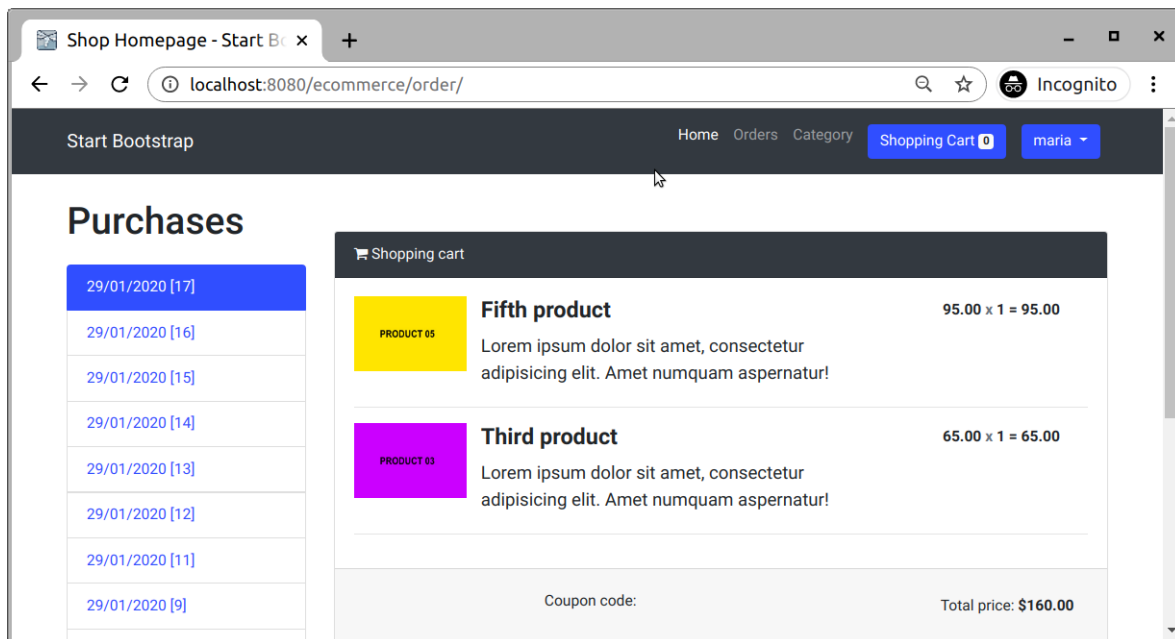 Shop Homepage - Start Bo
localhost:8080/ecommerce/order/
Incognito
Start Bootstrap
Home Orders Category Shopping Cart 0 maria
Purchases
29/01/2020 [17]
29/01/2020 [16]
29/01/2020 [15]
29/01/2020 [14]
29/01/2020 [13]
29/01/2020 [12]
29/01/2020 [11]
29/01/2020 [9]
Shopping cart
PRODUCT 05
Fifth product
95.00 x 1 = 95.00
Lorem ipsum dolor sit amet, consectetur
adipisicing elit. Amet numquam aspernatur!
PRODUCT 03
Third product
65.00 x 1 = 65.00
Lorem ipsum dolor sit amet, consectetur
adipisicing elit. Amet numquam aspernatur!
Coupon code:
Total price: $160.00